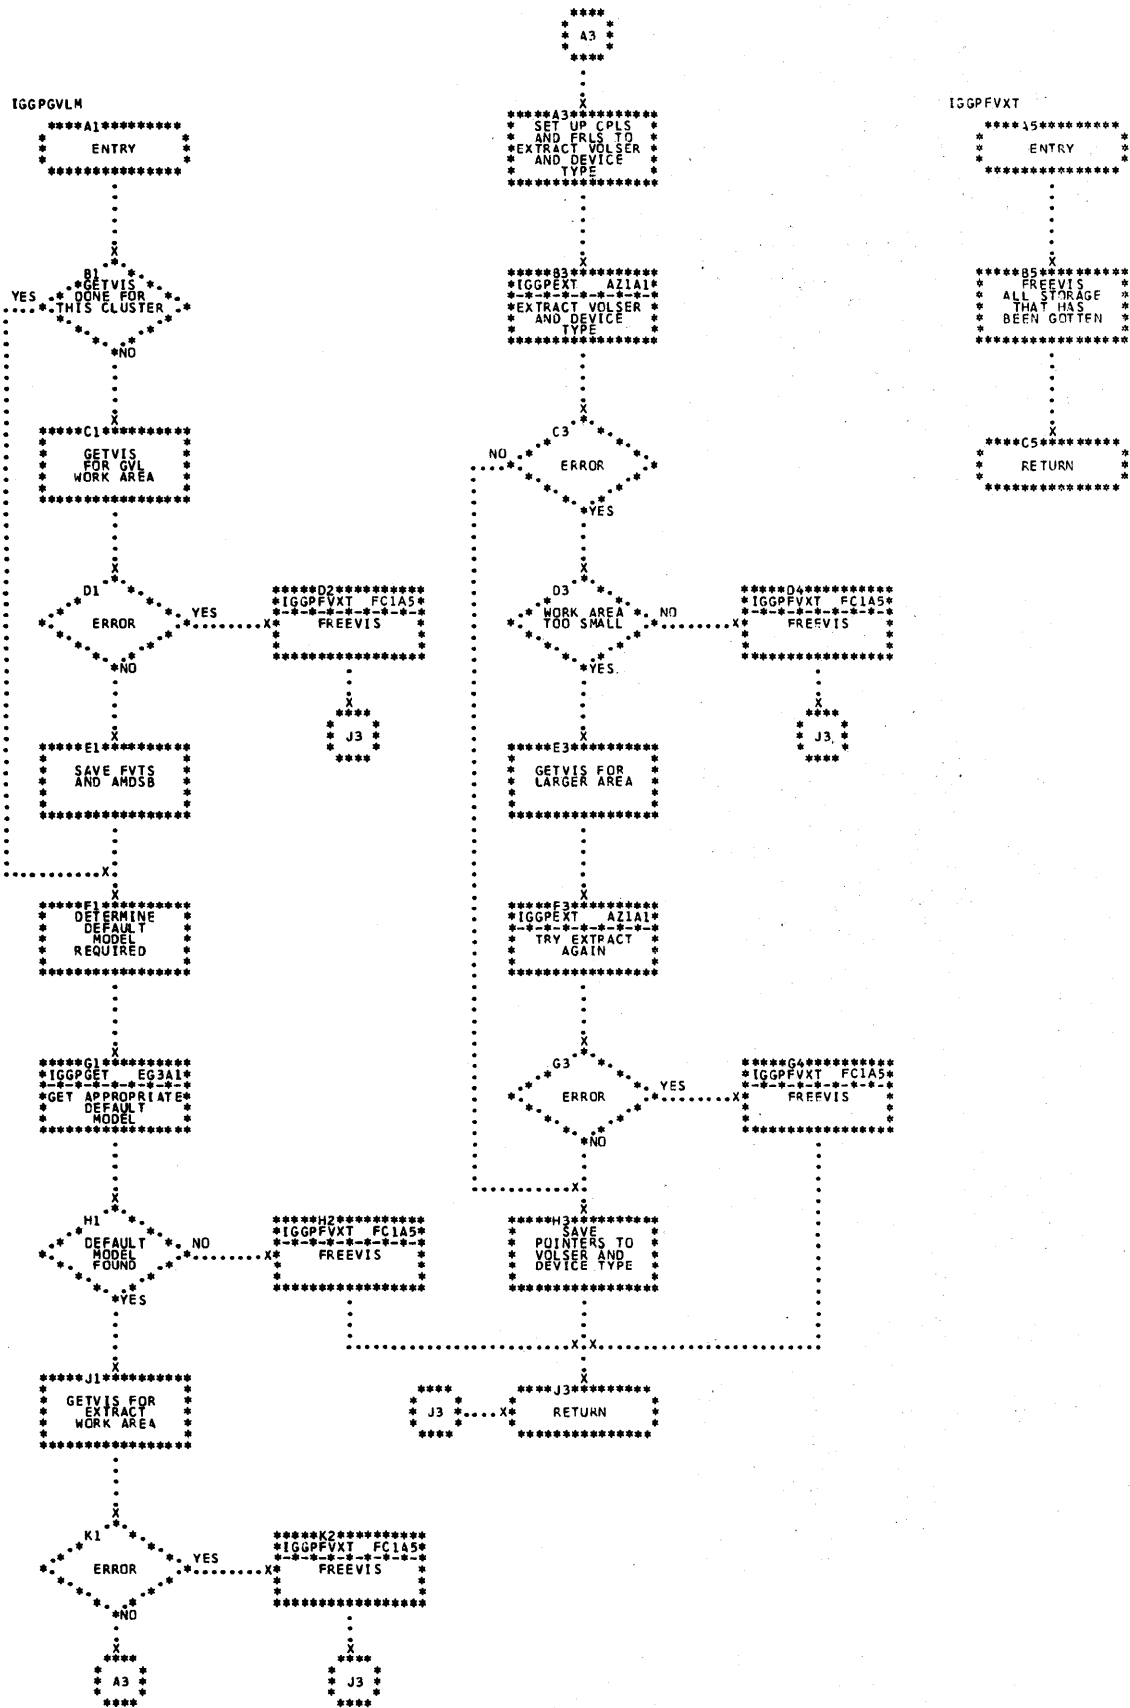 A3
IGGPGVLM
A1
ENTRY
B1
GETVIS
DONE FOR
THIS CLUSTER
YES
NO
C1
GETVIS
FOR GVL
WORK AREA
D1
ERROR
YES
NO
D2
IGGPFVXT FC1A5
FREEVIS
J3
E1
SAVE FVTS
AND AMDSB
F1
DETERMINE
DEFAULT
MODEL
REQUIRED
G1
IGGPGET EG3A1
GET APPROPRIATE
DEFAULT
MODEL
H1
DEFAULT
MODEL
FOUND
NO
YES
H2
IGGPFVXT FC1A5
FREEVIS
J1
GETVIS FOR
EXTRACT
WORK AREA
K1
ERROR
YES
NO
K2
IGGPFVXT FC1A5
FREEVIS
A3
J3
A3
SET UP CPLS
AND FRLS TO
EXTRACT VOLSER
AND DEVICE
TYPE
B3
IGGPEXT AZ1A1
EXTRACT VOLSER
AND DEVICE
TYPE
C3
ERROR
NO
YES
D3
WORK AREA
TOO SMALL
NO
YES
D4
IGGPFVXT FC1A5
FREEVIS
J3
E3
GETVIS FOR
LARGER AREA
F3
IGGPEXT AZ1A1
TRY EXTRACT
AGAIN
G3
ERROR
YES
NO
G4
IGGPFVXT FC1A5
FREEVIS
H3
SAVE
POINTERS TO
VOLSER AND
DEVICE TYPE
J3
J3
RETURN
IGGPFVXT
A5
ENTRY
B5
FREEVIS
ALL STORAGE
THAT HAS
BEEN GOTTEN
C5
RETURN